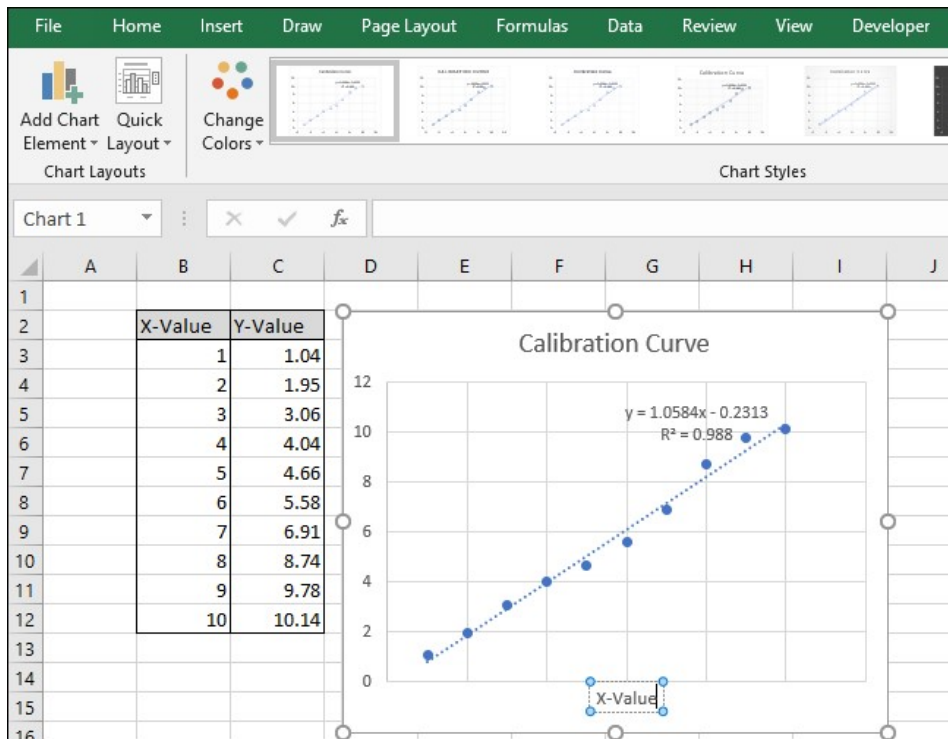 File Home Insert Draw Page Layout Formulas Data Review View Developer
Add Chart Element
Quick Layout
Change Colors
Chart Layouts
Chart Styles
Chart 1
fx
A B C D E F G H I J
1
2 X-Value Y-Value
3 1 1.04
4 2 1.95
5 3 3.06
6 4 4.04
7 5 4.66
8 6 5.58
9 7 6.91
10 8 8.74
11 9 9.78
12 10 10.14
13
14
15
16
Calibration Curve
12
10
8
6
4
2
0
y = 1.0584x - 0.2313
R² = 0.988
X-Value